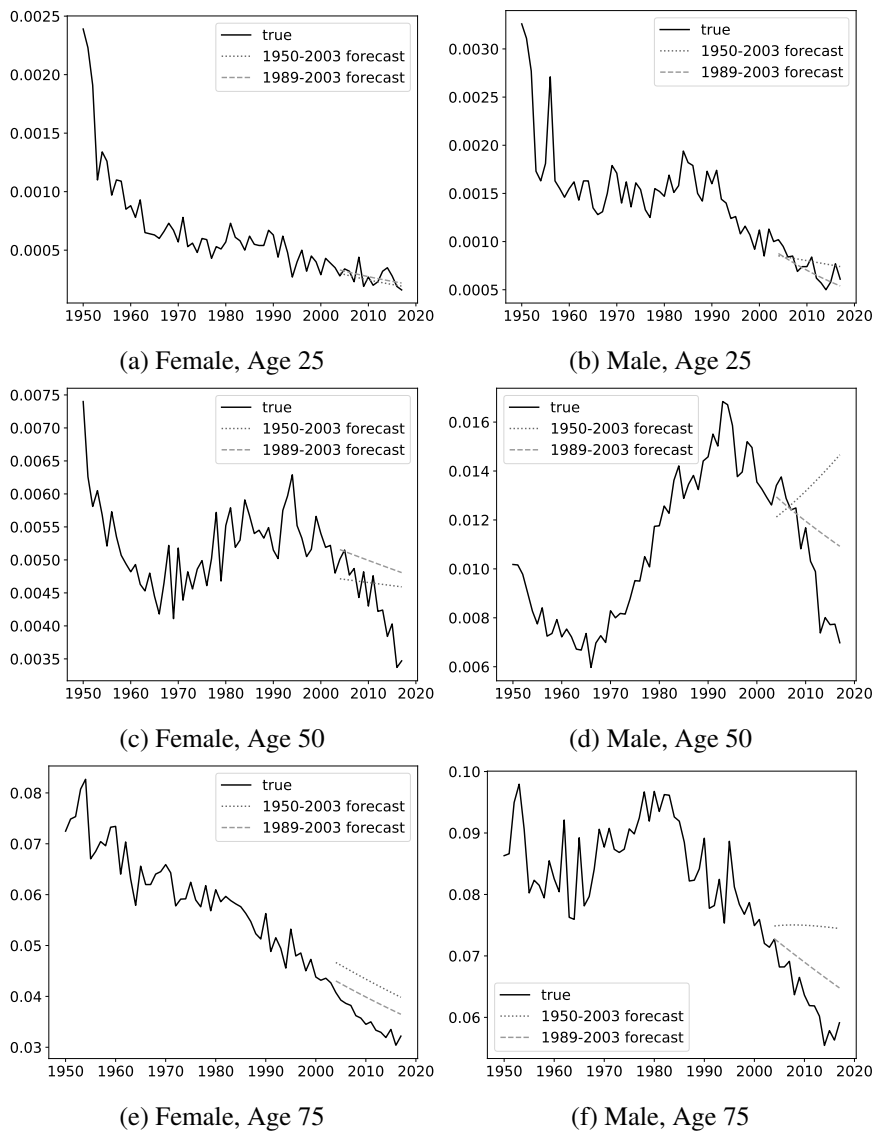 0.0025
0.0020
0.0015
0.0010
0.0005
true
1950-2003 forecast
1989-2003 forecast
1950 1960 1970 1980 1990 2000 2010 2020
(a) Female, Age 25
0.0030
0.0025
0.0020
0.0015
0.0010
0.0005
true
1950-2003 forecast
1989-2003 forecast
1950 1960 1970 1980 1990 2000 2010 2020
(b) Male, Age 25
0.0075
0.0070
0.0065
0.0060
0.0055
0.0050
0.0045
0.0040
0.0035
true
1950-2003 forecast
1989-2003 forecast
1950 1960 1970 1980 1990 2000 2010 2020
(c) Female, Age 50
0.016
0.014
0.012
0.010
0.008
0.006
true
1950-2003 forecast
1989-2003 forecast
1950 1960 1970 1980 1990 2000 2010 2020
(d) Male, Age 50
0.08
0.07
0.06
0.05
0.04
0.03
true
1950-2003 forecast
1989-2003 forecast
1950 1960 1970 1980 1990 2000 2010 2020
(e) Female, Age 75
0.10
0.09
0.08
0.07
0.06
true
1950-2003 forecast
1989-2003 forecast
1950 1960 1970 1980 1990 2000 2010 2020
(f) Male, Age 75